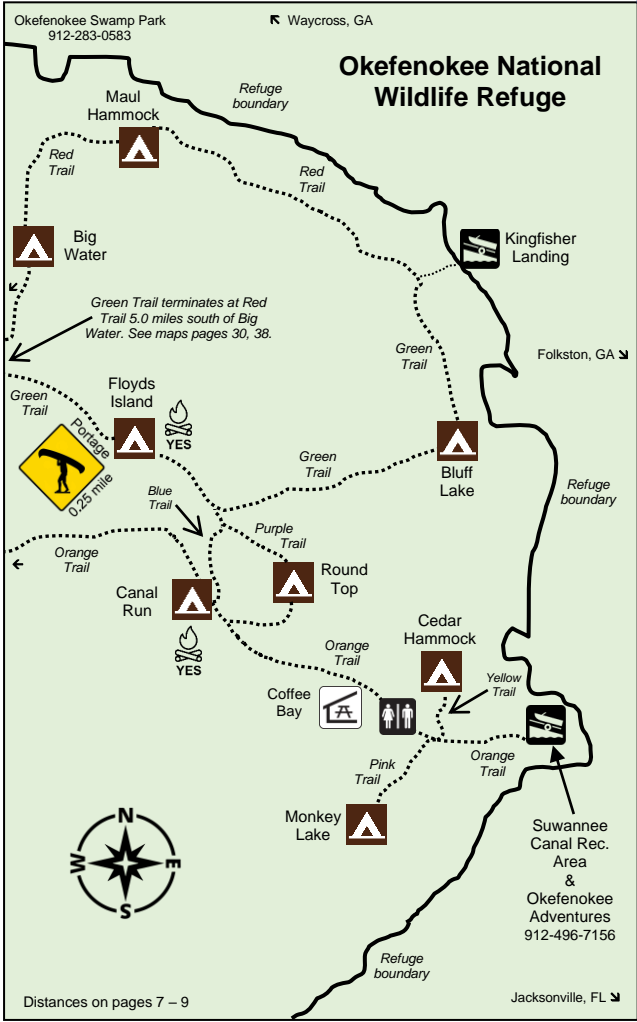 Okefenokee Swamp Park
912-283-0583
Waycross, GA
Okefenokee National
Wildlife Refuge
Refuge
boundary
Maul
Hammock
Red
Trail
Red
Trail
Big
Water
Kingfisher
Landing
Green Trail terminates at Red
Trail 5.0 miles south of Big
Water. See maps pages 30, 38.
Green
Trail
Folkston, GA
Green
Trail
Floyds
Island
YES
Portage
0.25 mile
Green
Trail
Bluff
Lake
Refuge
boundary
Blue
Trail
Purple
Trail
Orange
Trail
Canal
Run
YES
Round
Top
Cedar
Hammock
Orange
Trail
Yellow
Trail
Coffee
Bay
Orange
Trail
Pink
Trail
Monkey
Lake
Suwannee
Canal Rec.
Area
&
Okefenokee
Adventures
912-496-7156
N
W
E
S
Refuge
boundary
Distances on pages 7 – 9
Jacksonville, FL